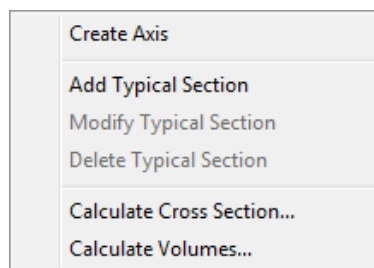 Create Axis
Add Typical Section
Modify Typical Section
Delete Typical Section
Calculate Cross Section...
Calculate Volumes...